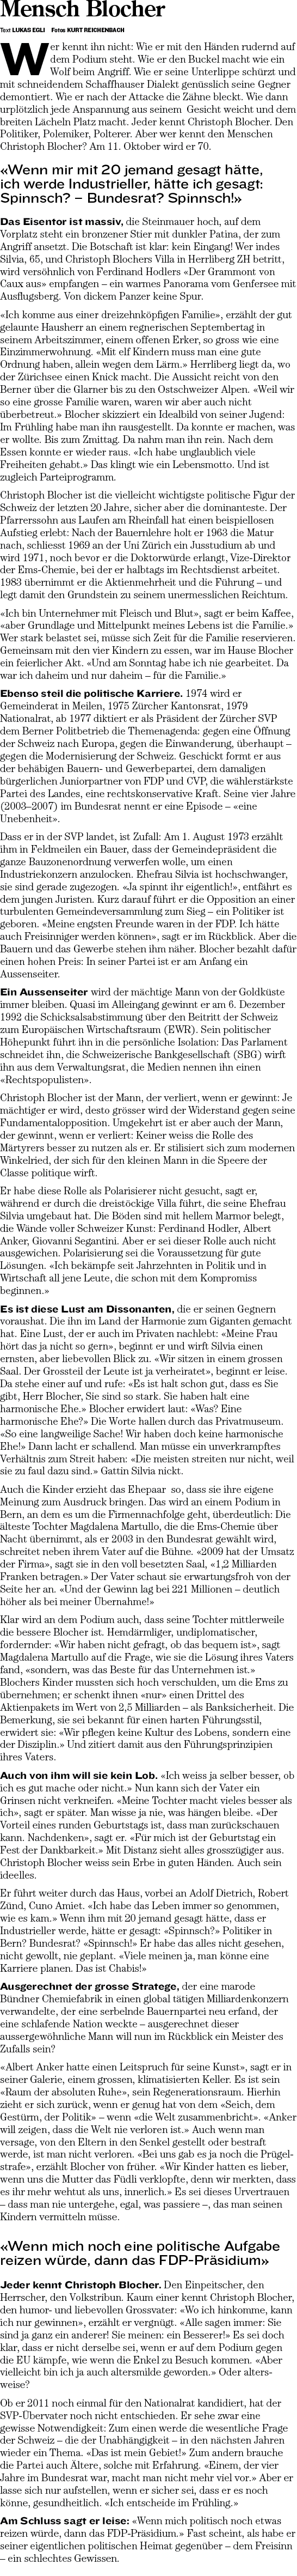 Mensch Blocher
Text LUKAS EGLI Fotos KURT REICHENBACH
Wer kennt ihn nicht: Wie er mit den Händen rudernd auf
dem Podium steht. Wie er den Buckel macht wie ein
Wolf beim Angriff. Wie er seine Unterlippe schürzt und
mit schneidendem Schaffhauser Dialekt genüsslich seine Gegner
demontiert. Wie er nach der Attacke die Zähne bleckt. Wie dann
urplötzlich jede Anspannung aus seinem Gesicht weicht und dem
breiten Lächeln Platz macht. Jeder kennt Christoph Blocher. Den
Politiker, Polemiker, Polterer. Aber wer kennt den Menschen
Christoph Blocher? Am 11. Oktober wird er 70.
«Wenn mir mit 20 jemand gesagt hätte,
ich werde Industrieller, hätte ich gesagt:
Spinnsch? – Bundesrat? Spinnsch!»
Das Eisentor ist massiv, die Steinmauer hoch, auf dem
Vorplatz steht ein bronzener Stier mit dunkler Patina, der zum
Angriff ansetzt. Die Botschaft ist klar: kein Eingang! Wer indes
Silvia, 65, und Christoph Blochers Villa in Herrliberg ZH betritt,
wird versöhnlich von Ferdinand Hodlers «Der Grammont von
Caux aus» empfangen – ein warmes Panorama vom Genfersee mit
Ausflugsberg. Von dickem Panzer keine Spur.
«Ich komme aus einer dreizehnköpfigen Familie», erzählt der gut
gelaunte Hausherr an einem regnerischen Septembertag in
seinem Arbeitszimmer, einem offenen Erker, so gross wie eine
Einzimmerwohnung. «Mit elf Kindern muss man eine gute
Ordnung haben, allein wegen dem Lärm.» Herrliberg liegt da, wo
der Zürichsee einen Knick macht. Die Aussicht reicht von den
Berner über die Glarner bis zu den Ostschweizer Alpen. «Weil wir
so eine grosse Familie waren, waren wir aber auch nicht
überbetreut.» Blocher skizziert ein Idealbild von seiner Jugend:
Im Frühling habe man ihn rausgestellt. Da konnte er machen, was
er wollte. Bis zum Zmittag. Da nahm man ihn rein. Nach dem
Essen konnte er wieder raus. «Ich habe unglaublich viele
Freiheiten gehabt.» Das klingt wie ein Lebensmotto. Und ist
zugleich Parteiprogramm.
Christoph Blocher ist die vielleicht wichtigste politische Figur der
Schweiz der letzten 20 Jahre, sicher aber die dominanteste. Der
Pfarrerssohn aus Laufen am Rheinfall hat einen beispiellosen
Aufstieg erlebt: Nach der Bauernlehre holt er 1963 die Matur
nach, schliesst 1969 an der Uni Zürich ein Jusstudium ab und
wird 1971, noch bevor er die Doktorwürde erlangt, Vize-Direktor
der Ems-Chemie, bei der er halbtags im Rechtsdienst arbeitet.
1983 übernimmt er die Aktienmehrheit und die Führung – und
legt damit den Grundstein zu seinem unermesslichen Reichtum.
«Ich bin Unternehmer mit Fleisch und Blut», sagt er beim Kaffee,
«aber Grundlage und Mittelpunkt meines Lebens ist die Familie.»
Wer stark belastet sei, müsse sich Zeit für die Familie reservieren.
Gemeinsam mit den vier Kindern zu essen, war im Hause Blocher
ein feierlicher Akt. «Und am Sonntag habe ich nie gearbeitet. Da
war ich daheim und nur daheim – für die Familie.»
Ebenso steil die politische Karriere. 1974 wird er
Gemeinderat in Meilen, 1975 Zürcher Kantonsrat, 1979
Nationalrat, ab 1977 diktiert er als Präsident der Zürcher SVP
dem Berner Politbetrieb die Themenagenda: gegen eine Öffnung
der Schweiz nach Europa, gegen die Einwanderung, überhaupt –
gegen die Modernisierung der Schweiz. Geschickt formt er aus
der behäbigen Bauern- und Gewerbepartei, dem damaligen
bürgerlichen Juniorpartner von FDP und CVP, die wählerstärkste
Partei des Landes, eine rechtskonservative Kraft. Seine vier Jahre
(2003–2007) im Bundesrat nennt er eine Episode – «eine
Unebenheit».
Dass er in der SVP landet, ist Zufall: Am 1. August 1973 erzählt
ihm in Feldmeilen ein Bauer, dass der Gemeindepräsident die
ganze Bauzonenordnung verwerfen wolle, um einen
Industriekonzern anzulocken. Ehefrau Silvia ist hochschwanger,
sie sind gerade zugezogen. «Ja spinnt ihr eigentlich!», entfährt es
dem jungen Juristen. Kurz darauf führt er die Opposition an einer
turbulenten Gemeindeversammlung zum Sieg – ein Politiker ist
geboren. «Meine engsten Freunde waren in der FDP. Ich hätte
auch Freisinniger werden können», sagt er im Rückblick. Aber die
Bauern und das Gewerbe stehen ihm näher. Blocher bezahlt dafür
einen hohen Preis: In seiner Partei ist er am Anfang ein
Aussenseiter.
Ein Aussenseiter wird der mächtige Mann von der Goldküste
immer bleiben. Quasi im Alleingang gewinnt er am 6. Dezember
1992 die Schicksalsabstimmung über den Beitritt der Schweiz
zum Europäischen Wirtschaftsraum (EWR). Sein politischer
Höhepunkt führt ihn in die persönliche Isolation: Das Parlament
schneidet ihn, die Schweizerische Bankgesellschaft (SBG) wirft
ihn aus dem Verwaltungsrat, die Medien nennen ihn einen
«Rechtspopulisten».
Christoph Blocher ist der Mann, der verliert, wenn er gewinnt: Je
mächtiger er wird, desto grösser wird der Widerstand gegen seine
Fundamentalopposition. Umgekehrt ist er aber auch der Mann,
der gewinnt, wenn er verliert: Keiner weiss die Rolle des
Märtyrers besser zu nutzen als er. Er stilisiert sich zum modernen
Winkelried, der sich für den kleinen Mann in die Speere der
Classe politique wirft.
Er habe diese Rolle als Polarisierer nicht gesucht, sagt er,
während er durch die dreistöckige Villa führt, die seine Ehefrau
Silvia umgebaut hat. Die Böden sind mit hellem Marmor belegt,
die Wände voller Schweizer Kunst: Ferdinand Hodler, Albert
Anker, Giovanni Segantini. Aber er sei dieser Rolle auch nicht
ausgewichen. Polarisierung sei die Voraussetzung für gute
Lösungen. «Ich bekämpfe seit Jahrzehnten in Politik und in
Wirtschaft all jene Leute, die schon mit dem Kompromiss
beginnen.»
Es ist diese Lust am Dissonanten, die er seinen Gegnern
voraushat. Die ihn im Land der Harmonie zum Giganten gemacht
hat. Eine Lust, der er auch im Privaten nachlebt: «Meine Frau
hört das ja nicht so gern», beginnt er und wirft Silvia einen
ernsten, aber liebevollen Blick zu. «Wir sitzen in einem grossen
Saal. Der Grossteil der Leute ist ja verheiratet», beginnt er leise.
Da stehe einer auf und rufe: «Es ist halt schon gut, dass es Sie
gibt, Herr Blocher, Sie sind so stark. Sie haben halt eine
harmonische Ehe.» Blocher erwidert laut: «Was? Eine
harmonische Ehe?» Die Worte hallen durch das Privatmuseum.
«So eine langweilige Sache! Wir haben doch keine harmonische
Ehe!» Dann lacht er schallend. Man müsse ein unverkrampftes
Verhältnis zum Streit haben: «Die meisten streiten nur nicht, weil
sie zu faul dazu sind.» Gattin Silvia nickt.
Auch die Kinder erzieht das Ehepaar so, dass sie ihre eigene
Meinung zum Ausdruck bringen. Das wird an einem Podium in
Bern, an dem es um die Firmennachfolge geht, überdeutlich: Die
älteste Tochter Magdalena Martullo, die die Ems-Chemie über
Nacht übernimmt, als er 2003 in den Bundesrat gewählt wird,
schreitet neben ihrem Vater auf die Bühne. «2009 hat der Umsatz
der Firma», sagt sie in den voll besetzten Saal, «1,2 Milliarden
Franken betragen.» Der Vater schaut sie erwartungsfroh von der
Seite her an. «Und der Gewinn lag bei 221 Millionen – deutlich
höher als bei meiner Übernahme!»
Klar wird an dem Podium auch, dass seine Tochter mittlerweile
die bessere Blocher ist. Hemdärmliger, undiplomatischer,
fordernder: «Wir haben nicht gefragt, ob das bequem ist», sagt
Magdalena Martullo auf die Frage, wie sie die Lösung ihres Vaters
fand, «sondern, was das Beste für das Unternehmen ist.»
Blochers Kinder mussten sich hoch verschulden, um die Ems zu
übernehmen; er schenkt ihnen «nur» einen Drittel des
Aktienpakets im Wert von 2,5 Milliarden – als Banksicherheit. Die
Bemerkung, sie sei bekannt für einen harten Führungsstil,
erwidert sie: «Wir pflegen keine Kultur des Lobens, sondern eine
der Disziplin.» Und zitiert damit aus den Führungsprinzipien
ihres Vaters.
Auch von ihm will sie kein Lob. «Ich weiss ja selber besser, ob
ich es gut mache oder nicht.» Nun kann sich der Vater ein
Grinsen nicht verkneifen. «Meine Tochter macht vieles besser als
ich», sagt er später. Man wisse ja nie, was hängen bleibe. «Der
Vorteil eines runden Geburtstags ist, dass man zurückschauen
kann. Nachdenken», sagt er. «Für mich ist der Geburtstag ein
Fest der Dankbarkeit.» Mit Distanz sieht alles grosszügiger aus.
Christoph Blocher weiss sein Erbe in guten Händen. Auch sein
ideelles.
Er führt weiter durch das Haus, vorbei an Adolf Dietrich, Robert
Zünd, Cuno Amiet. «Ich habe das Leben immer so genommen,
wie es kam.» Wenn ihm mit 20 jemand gesagt hätte, dass er
Industrieller werde, hätte er gesagt: «Spinnsch?» Politiker in
Bern? Bundesrat? «Spinnsch!» Er habe das alles nicht gesehen,
nicht gewollt, nie geplant. «Viele meinen ja, man könne eine
Karriere planen. Das ist Chabis!»
Ausgerechnet der grosse Stratege, der eine marode
Bündner Chemiefabrik in einen global tätigen Milliardenkonzern
verwandelte, der eine serbelnde Bauernpartei neu erfand, der
eine schlafende Nation weckte – ausgerechnet dieser
aussergewöhnliche Mann will nun im Rückblick ein Meister des
Zufalls sein?
«Albert Anker hatte einen Leitspruch für seine Kunst», sagt er in
seiner Galerie, einem grossen, klimatisierten Keller. Es ist sein
«Raum der absoluten Ruhe», sein Regenerationsraum. Hierhin
zieht er sich zurück, wenn er genug hat von dem «Seich, dem
Gestürm, der Politik» – wenn «die Welt zusammenbricht». «Anker
will zeigen, dass die Welt nie verloren ist.» Auch wenn man
versage, von den Eltern in den Senkel gestellt oder bestraft
werde, ist man nicht verloren. «Bei uns gab es ja noch die Prügel-
strafe», erzählt Blocher von früher. «Wir Kinder hatten es lieber,
wenn uns die Mutter das Füdli verklopfte, denn wir merkten, dass
es ihr mehr wehtut als uns, innerlich.» Es sei dieses Urvertrauen
– dass man nie untergehe, egal, was passiere –, das man seinen
Kindern vermitteln müsse.
«Wenn mich noch eine politische Aufgabe
reizen würde, dann das FDP-Präsidium»
Jeder kennt Christoph Blocher. Den Einpeitscher, den
Herrscher, den Volkstribun. Kaum einer kennt Christoph Blocher,
den humor- und liebevollen Grossvater: «Wo ich hinkomme, kann
ich nur gewinnen», erzählt er vergnügt. «Alle sagen immer: Sie
sind ja ganz ein anderer! Sie meinen: ein Besserer!» Es sei doch
klar, dass er nicht derselbe sei, wenn er auf dem Podium gegen
die EU kämpfe, wie wenn die Enkel zu Besuch kommen. «Aber
vielleicht bin ich ja auch altersmilde geworden.» Oder alters-
weise?
Ob er 2011 noch einmal für den Nationalrat kandidiert, hat der
SVP-Übervater noch nicht entschieden. Er sehe zwar eine
gewisse Notwendigkeit: Zum einen werde die wesentliche Frage
der Schweiz – die der Unabhängigkeit – in den nächsten Jahren
wieder ein Thema. «Das ist mein Gebiet!» Zum andern brauche
die Partei auch Ältere, solche mit Erfahrung. «Einem, der vier
Jahre im Bundesrat war, macht man nicht mehr viel vor.» Aber er
lasse sich nur aufstellen, wenn er sicher sei, dass er es noch
könne, gesundheitlich. «Ich entscheide im Frühling.»
Am Schluss sagt er leise: «Wenn mich politisch noch etwas
reizen würde, dann das FDP-Präsidium.» Fast scheint, als habe er
seiner eigentlichen politischen Heimat gegenüber – dem Freisinn
– ein schlechtes Gewissen.